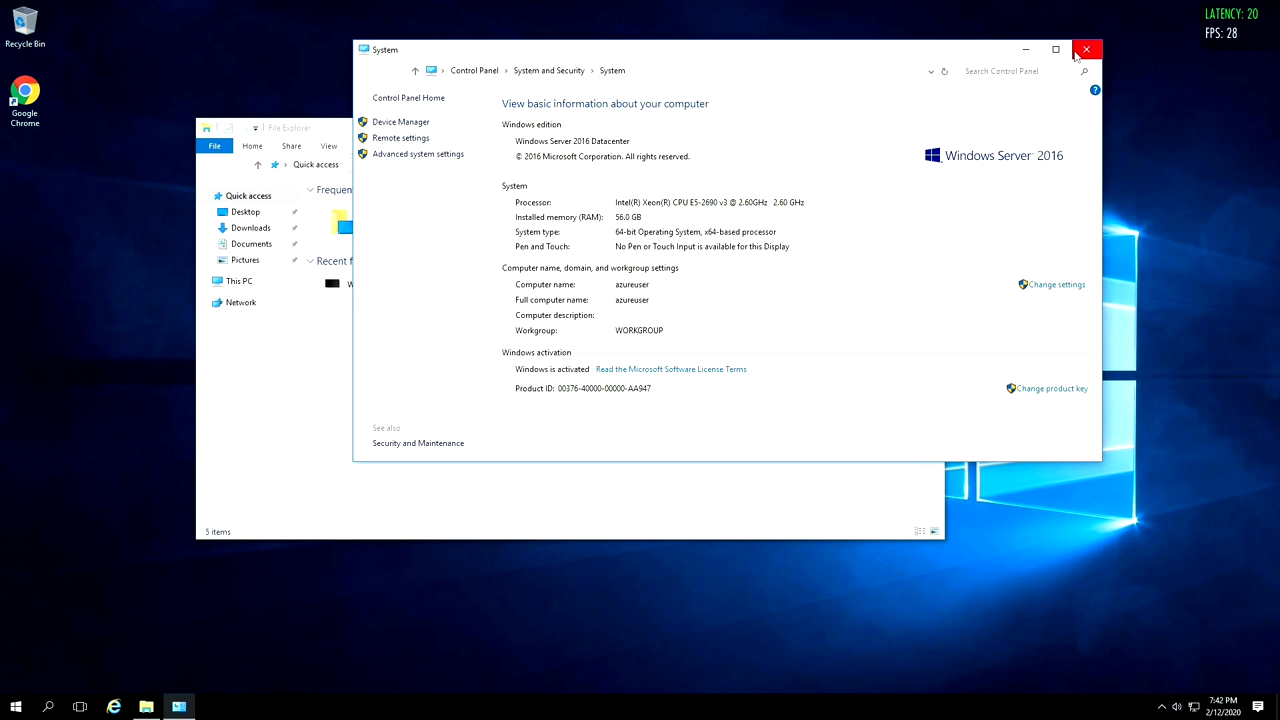 LATENCY: 20
FPS: 28
Recycle Bin
Google
Chrome
System
Control Panel
System and Security
System
Search Control Panel
Control Panel Home
Device Manager
Remote settings
Advanced system settings
See also
Security and Maintenance
View basic information about your computer
Windows edition
Windows Server 2016 Datacenter
© 2016 Microsoft Corporation. All rights reserved.
Windows Server 2016
System
Processor: Intel(R) Xeon(R) CPU E5-2690 v3 @ 2.60GHz 2.60 GHz
Installed memory (RAM): 56.0 GB
System type: 64-bit Operating System, x64-based processor
Pen and Touch: No Pen or Touch Input is available for this Display
Computer name, domain, and workgroup settings
Computer name: azureuser
Change settings
Full computer name: azureuser
Computer description:
Workgroup: WORKGROUP
Windows activation
Windows is activated Read the Microsoft Software License Terms
Product ID: 00376-40000-00000-AA947
Change product key
File Explorer
File Home Share View
Quick access
Quick access
Desktop
Downloads
Documents
Pictures
This PC
Network
Frequen
Recent f
W
5 items
7:42 PM
2/12/2020